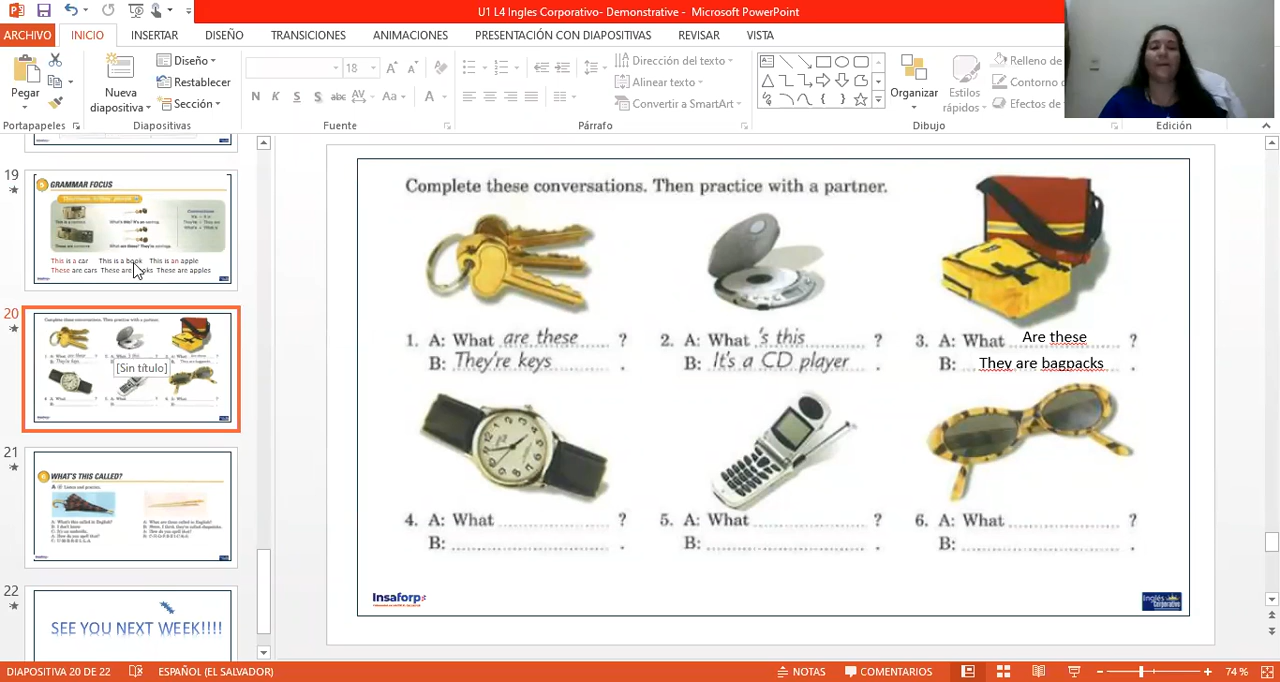 U1 L4 Ingles Corporativo- Demonstrative - Microsoft PowerPoint
ARCHIVO INICIO INSERTAR DISEÑO TRANSICIONES ANIMACIONES PRESENTACIÓN CON DIAPOSITIVAS REVISAR VISTA
Pegar
Nueva diapositiva
Diseño
Restablecer
Sección
18
N K S S abc AV Aa A
Dirección del texto
Alinear texto
Convertir a SmartArt
Organizar
Estilos rápidos
Relleno de
Contorno
Efectos de
Portapapeles Diapositivas Fuente Párrafo Dibujo Edición
19
GRAMMAR FOCUS
This is a car This is a book This is an apple
These are cars These are These are apples
20
[Sin título]
21
WHAT'S THIS CALLED?
22
SEE YOU NEXT WEEK!!!!
Complete these conversations. Then practice with a partner.
1. A: What are these ?
B: They're keys .
2. A: What 's this ?
B: It's a CD player .
3. A: What Are these ?
B: They are bagpacks .
4. A: What ?
B: .
5. A: What ?
B: .
6. A: What ?
B: .
Insaforp
Inglés Corporativo
DIAPOSITIVA 20 DE 22 ESPAÑOL (EL SALVADOR) NOTAS COMENTARIOS 74 %